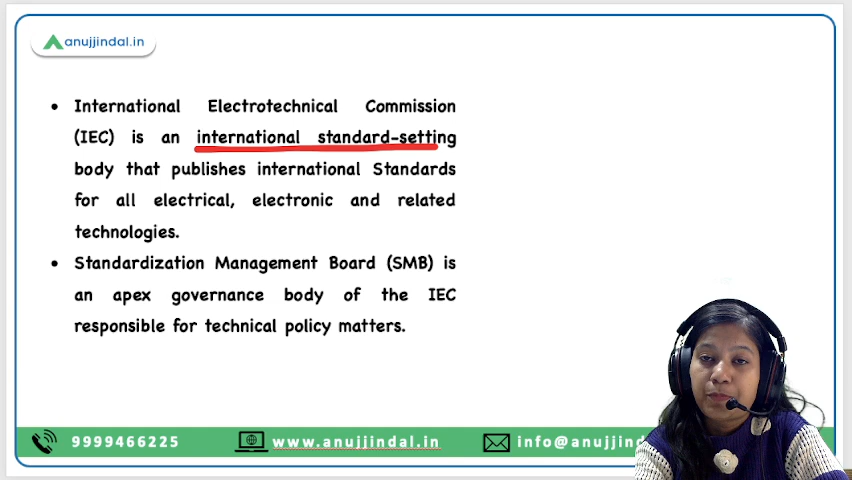 anujjindal.in
• International Electrotechnical Commission
(IEC) is an international standard-setting
body that publishes international Standards
for all electrical, electronic and related
technologies.
• Standardization Management Board (SMB) is
an apex governance body of the IEC
responsible for technical policy matters.
9999466225 www.anujjindal.in